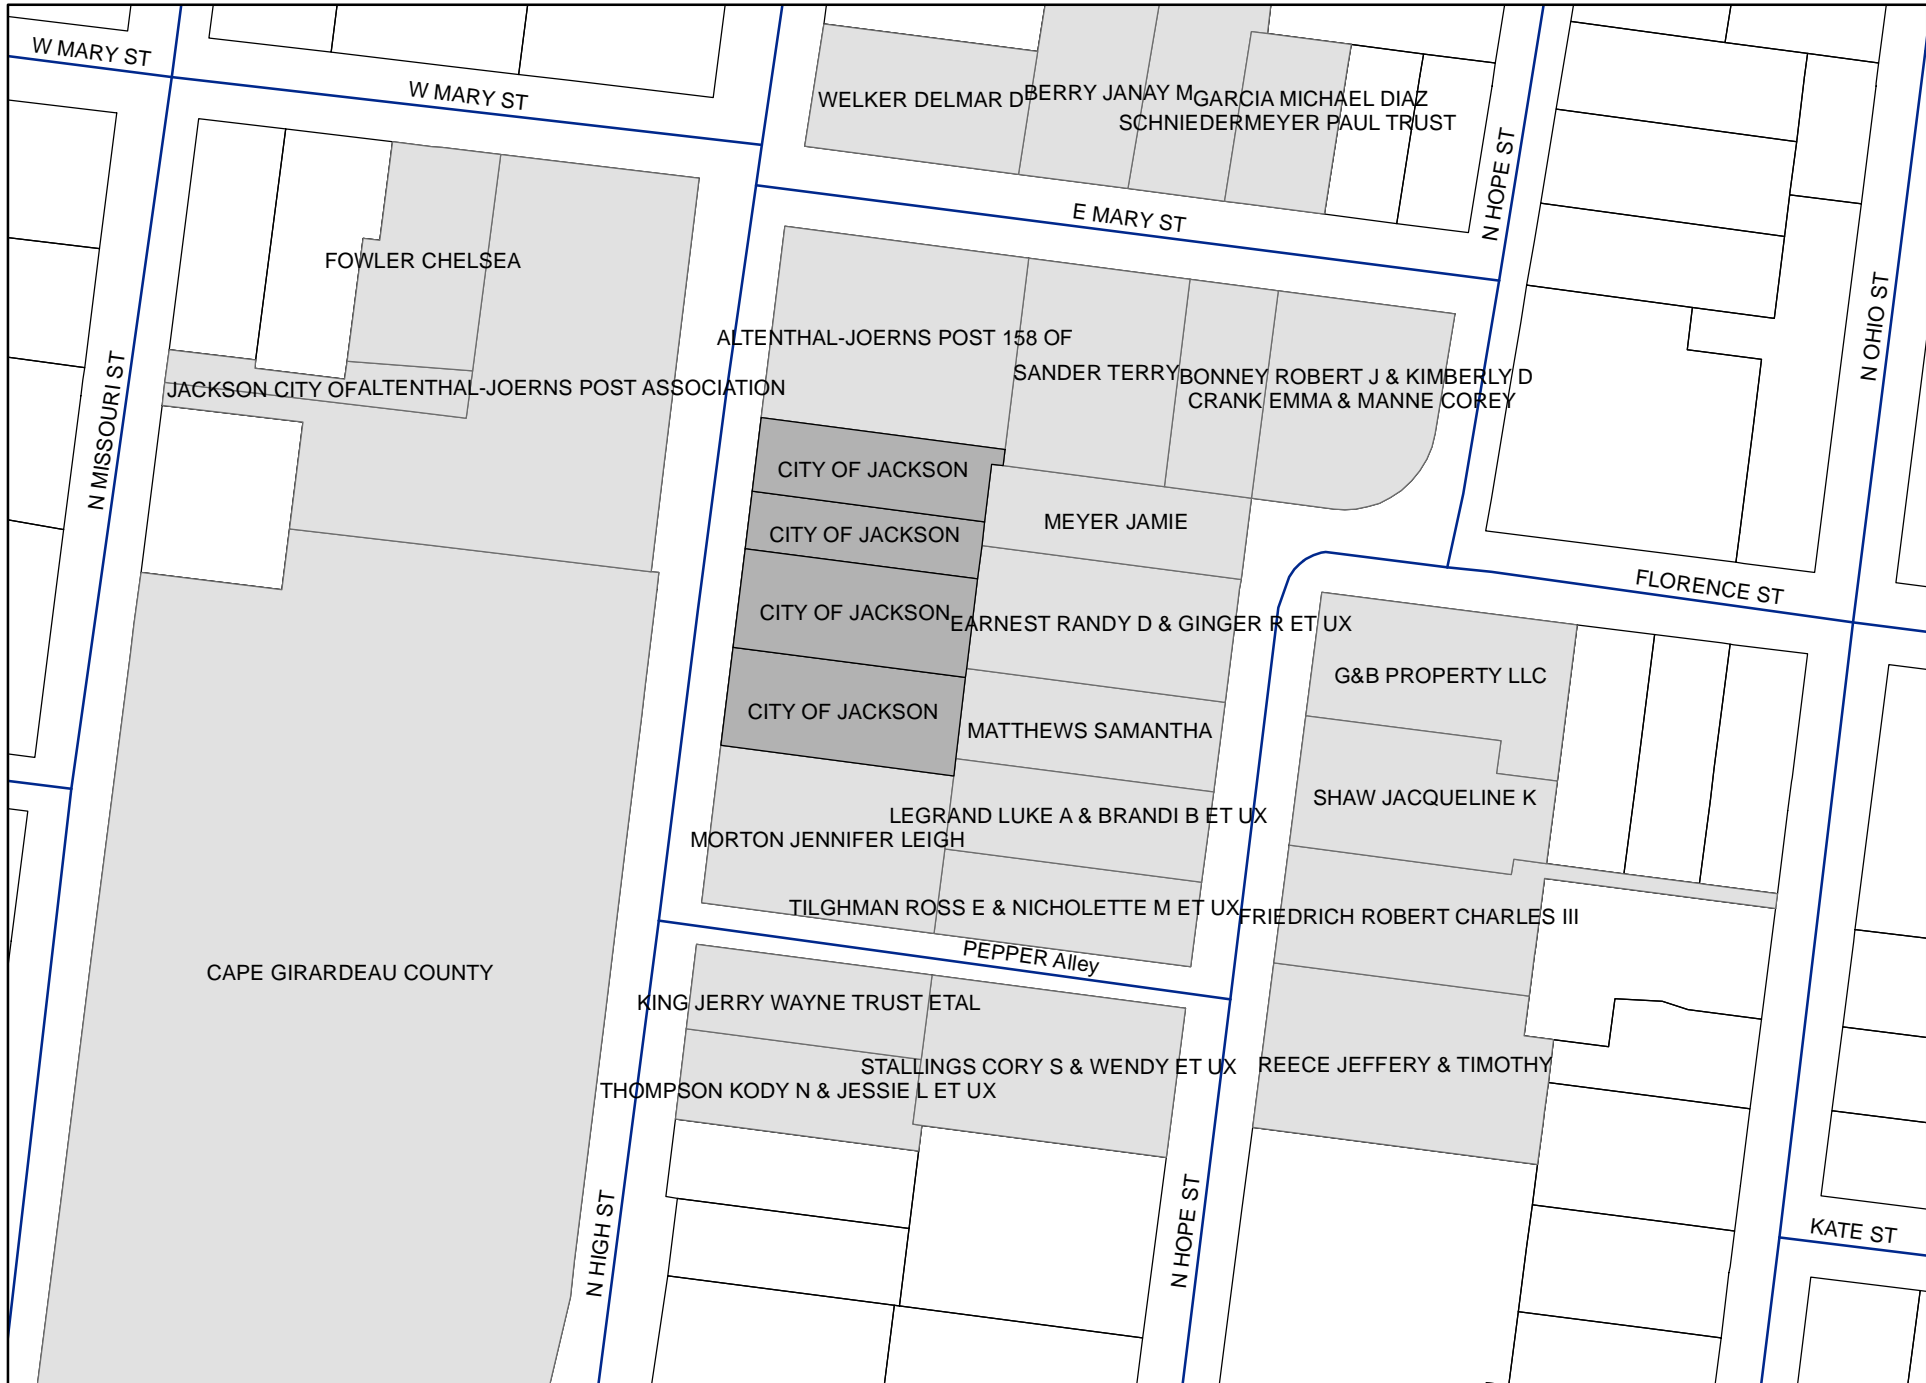 W MARY ST
W MARY ST
WELKER DELMAR D
BERRY JANAY M
GARCIA MICHAEL DIAZ
SCHNIEDERMEYER PAUL TRUST
N HOPE ST
E MARY ST
FOWLER CHELSEA
N OHIO ST
ALTENTHAL-JOERNS POST 158 OF
SANDER TERRY
BONNEY ROBERT J & KIMBERLY D
CRANK EMMA & MANNE COREY
JACKSON CITY OF
ALTENTHAL-JOERNS POST ASSOCIATION
N MISSOURI ST
CITY OF JACKSON
MEYER JAMIE
CITY OF JACKSON
FLORENCE ST
CITY OF JACKSON
EARNEST RANDY D & GINGER R ET UX
G&B PROPERTY LLC
CITY OF JACKSON
MATTHEWS SAMANTHA
SHAW JACQUELINE K
LEGRAND LUKE A & BRANDI B ET UX
MORTON JENNIFER LEIGH
TILGHMAN ROSS E & NICHOLETTE M ET UX
FRIEDRICH ROBERT CHARLES III
PEPPER Alley
CAPE GIRARDEAU COUNTY
KING JERRY WAYNE TRUST ETAL
STALLINGS CORY S & WENDY ET UX
REECE JEFFERY & TIMOTHY
THOMPSON KODY N & JESSIE L ET UX
N HIGH ST
N HOPE ST
KATE ST